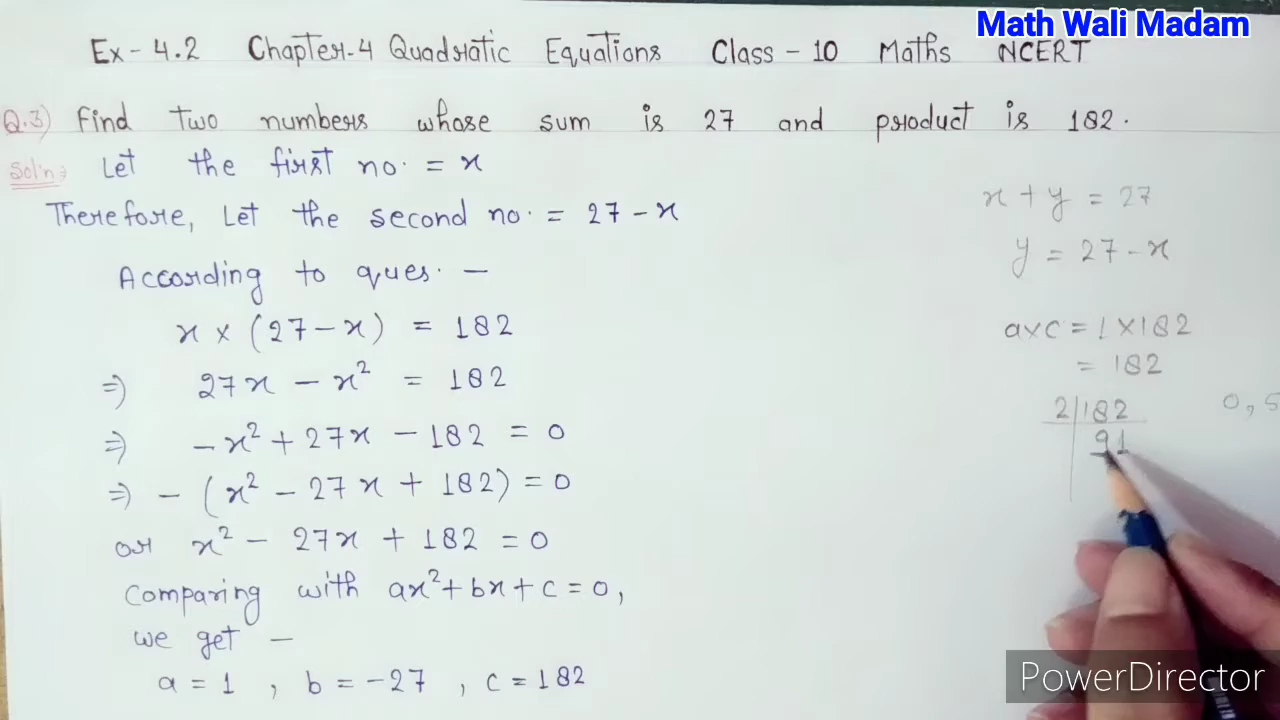 Math Wali Madam
Ex-4.2 Chapter-4 Quadratic Equations Class-10 Maths NCERT
Q.3) Find two numbers whose sum is 27 and product is 182.
Soln:- Let the first no. = x
Therefore, Let the second no. = 27-x
According to ques. —
x × (27-x) = 182
⇒ 27x - x² = 182
⇒ -x² + 27x - 182 = 0
⇒ -(x² - 27x + 182) = 0
or x² - 27x + 182 = 0
Comparing with ax² + bx + c = 0,
we get —
a = 1 , b = -27 , c = 182
x + y = 27
y = 27 - x
a×c = 1 × 182
= 182
2|182 0, 5
91
PowerDirector